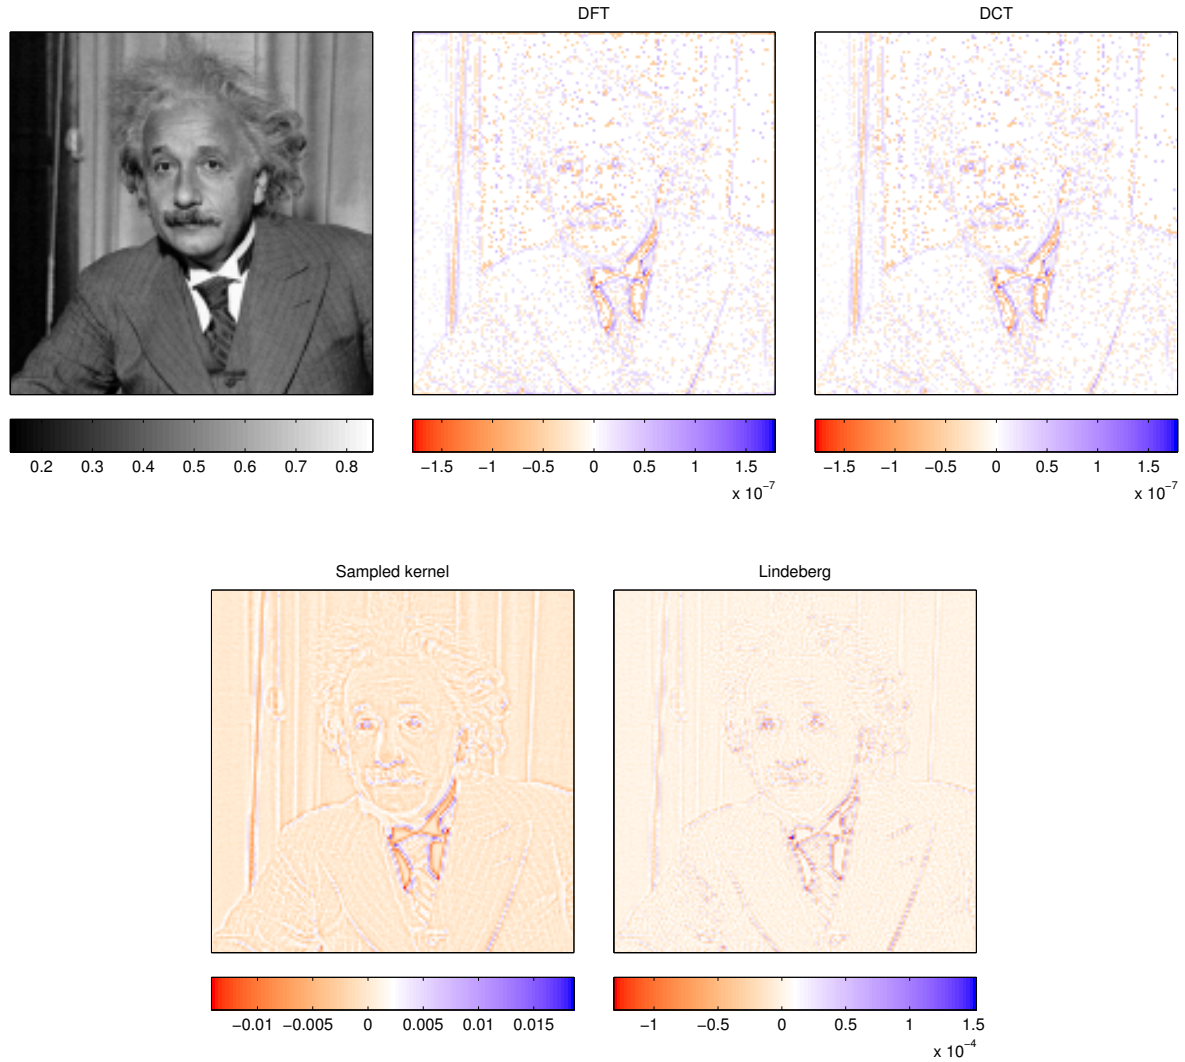 DFT
DCT
0.2 0.3 0.4 0.5 0.6 0.7 0.8
−1.5 −1 −0.5 0 0.5 1 1.5
x 10−7
−1.5 −1 −0.5 0 0.5 1 1.5
x 10−7
Sampled kernel
Lindeberg
−0.01 −0.005 0 0.005 0.01 0.015
−1 −0.5 0 0.5 1 1.5
x 10−4